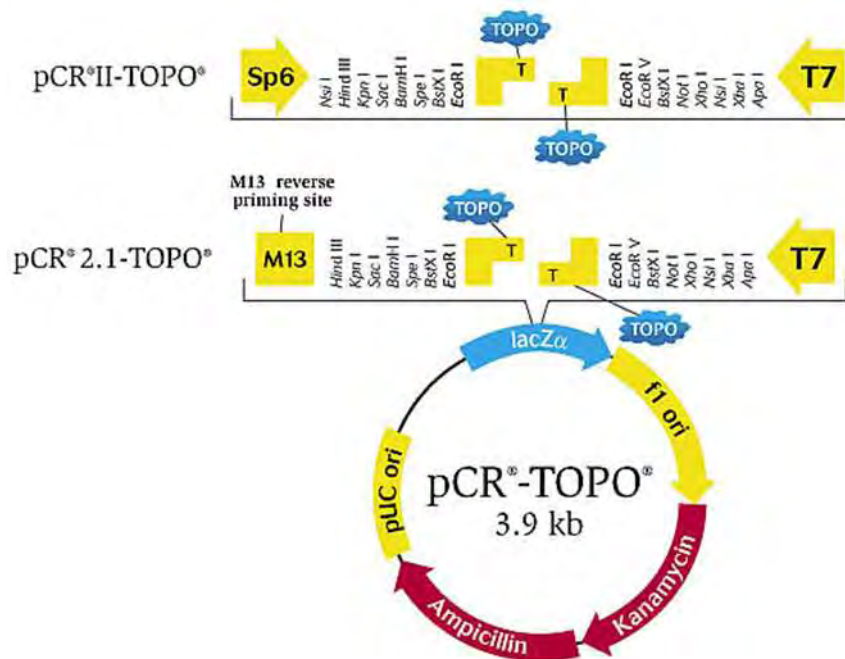 TOPO
pCR®II-TOPO®
Sp6
Nsi I
Hind III
Kpn I
Sac I
BamH I
Spe I
BstX I
EcoR I
T
T
EcoR I
EcoR V
BstX I
Not I
Xho I
Nsi I
Xba I
Apa I
T7
TOPO
M13 reverse
priming site
TOPO
pCR®2.1-TOPO®
M13
Hind III
Kpn I
Sac I
BamH I
Spe I
BstX I
EcoR I
T
T
EcoR I
EcoR V
BstX I
Not I
Xho I
Nsi I
Xba I
Apa I
T7
TOPO
lacZα
f1 ori
pUC ori
pCR®-TOPO®
3.9 kb
Kanamycin
Ampicillin